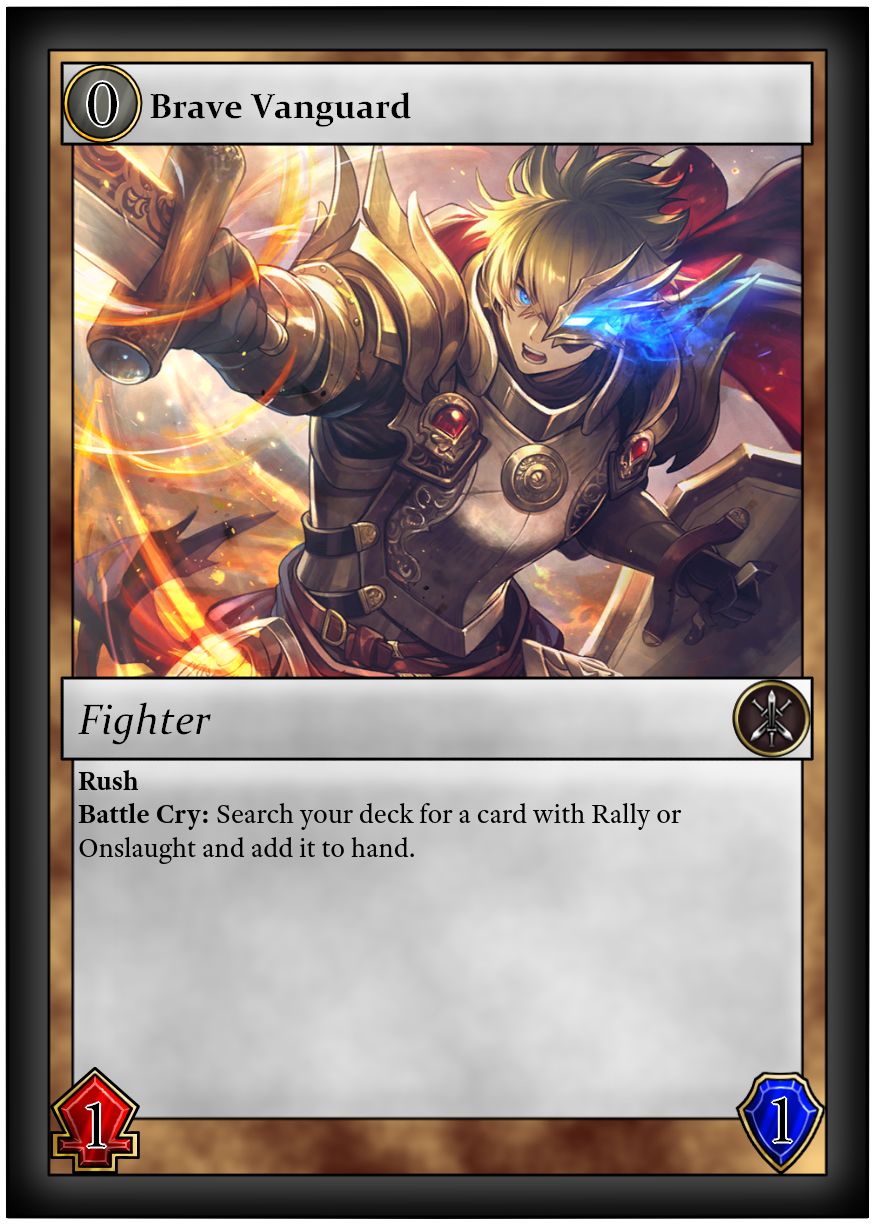 0 Brave Vanguard
Fighter
Rush
Battle Cry: Search your deck for a card with Rally or
Onslaught and add it to hand.
1 1